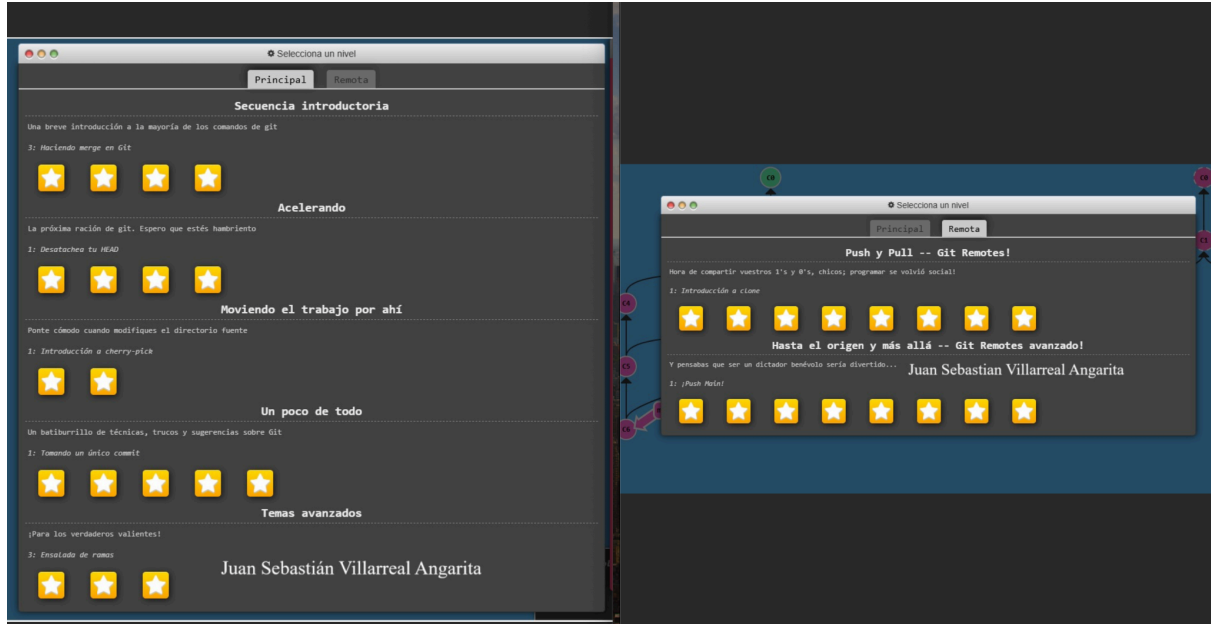 Selecciona un nivel
Principal Remota
Secuencia introductoria
Una breve introducción a la mayoría de los comandos de git
3: Haciendo merge en Git
Acelerando
La próxima ración de git. Espero que estés hambriento
1: Desatachea tu HEAD
Moviendo el trabajo por ahí
Ponte cómodo cuando modifiques el directorio fuente
1: Introducción a cherry-pick
Un poco de todo
Un batiburrillo de técnicas, trucos y sugerencias sobre Git
1: Tomando un único commit
Temas avanzados
¡Para los verdaderos valientes!
3: Ensalada de ramas
Juan Sebastián Villarreal Angarita
C0
C0
Selecciona un nivel
Principal Remota
C1
Push y Pull -- Git Remotes!
Hora de compartir vuestros 1's y 0's, chicos; programar se volvió social!
1: Introducción a clone
C4
Hasta el origen y más allá -- Git Remotes avanzado!
Y pensabas que ser un dictador benévolo sería divertido...
Juan Sebastian Villarreal Angarita
C5
1: ¡Push Main!
C6